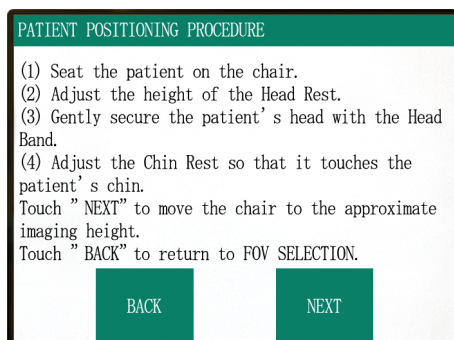 PATIENT POSITIONING PROCEDURE
(1) Seat the patient on the chair.
(2) Adjust the height of the Head Rest.
(3) Gently secure the patient's head with the Head
Band.
(4) Adjust the Chin Rest so that it touches the
patient's chin.
Touch "NEXT" to move the chair to the approximate
imaging height.
Touch "BACK" to return to FOV SELECTION.
BACK NEXT